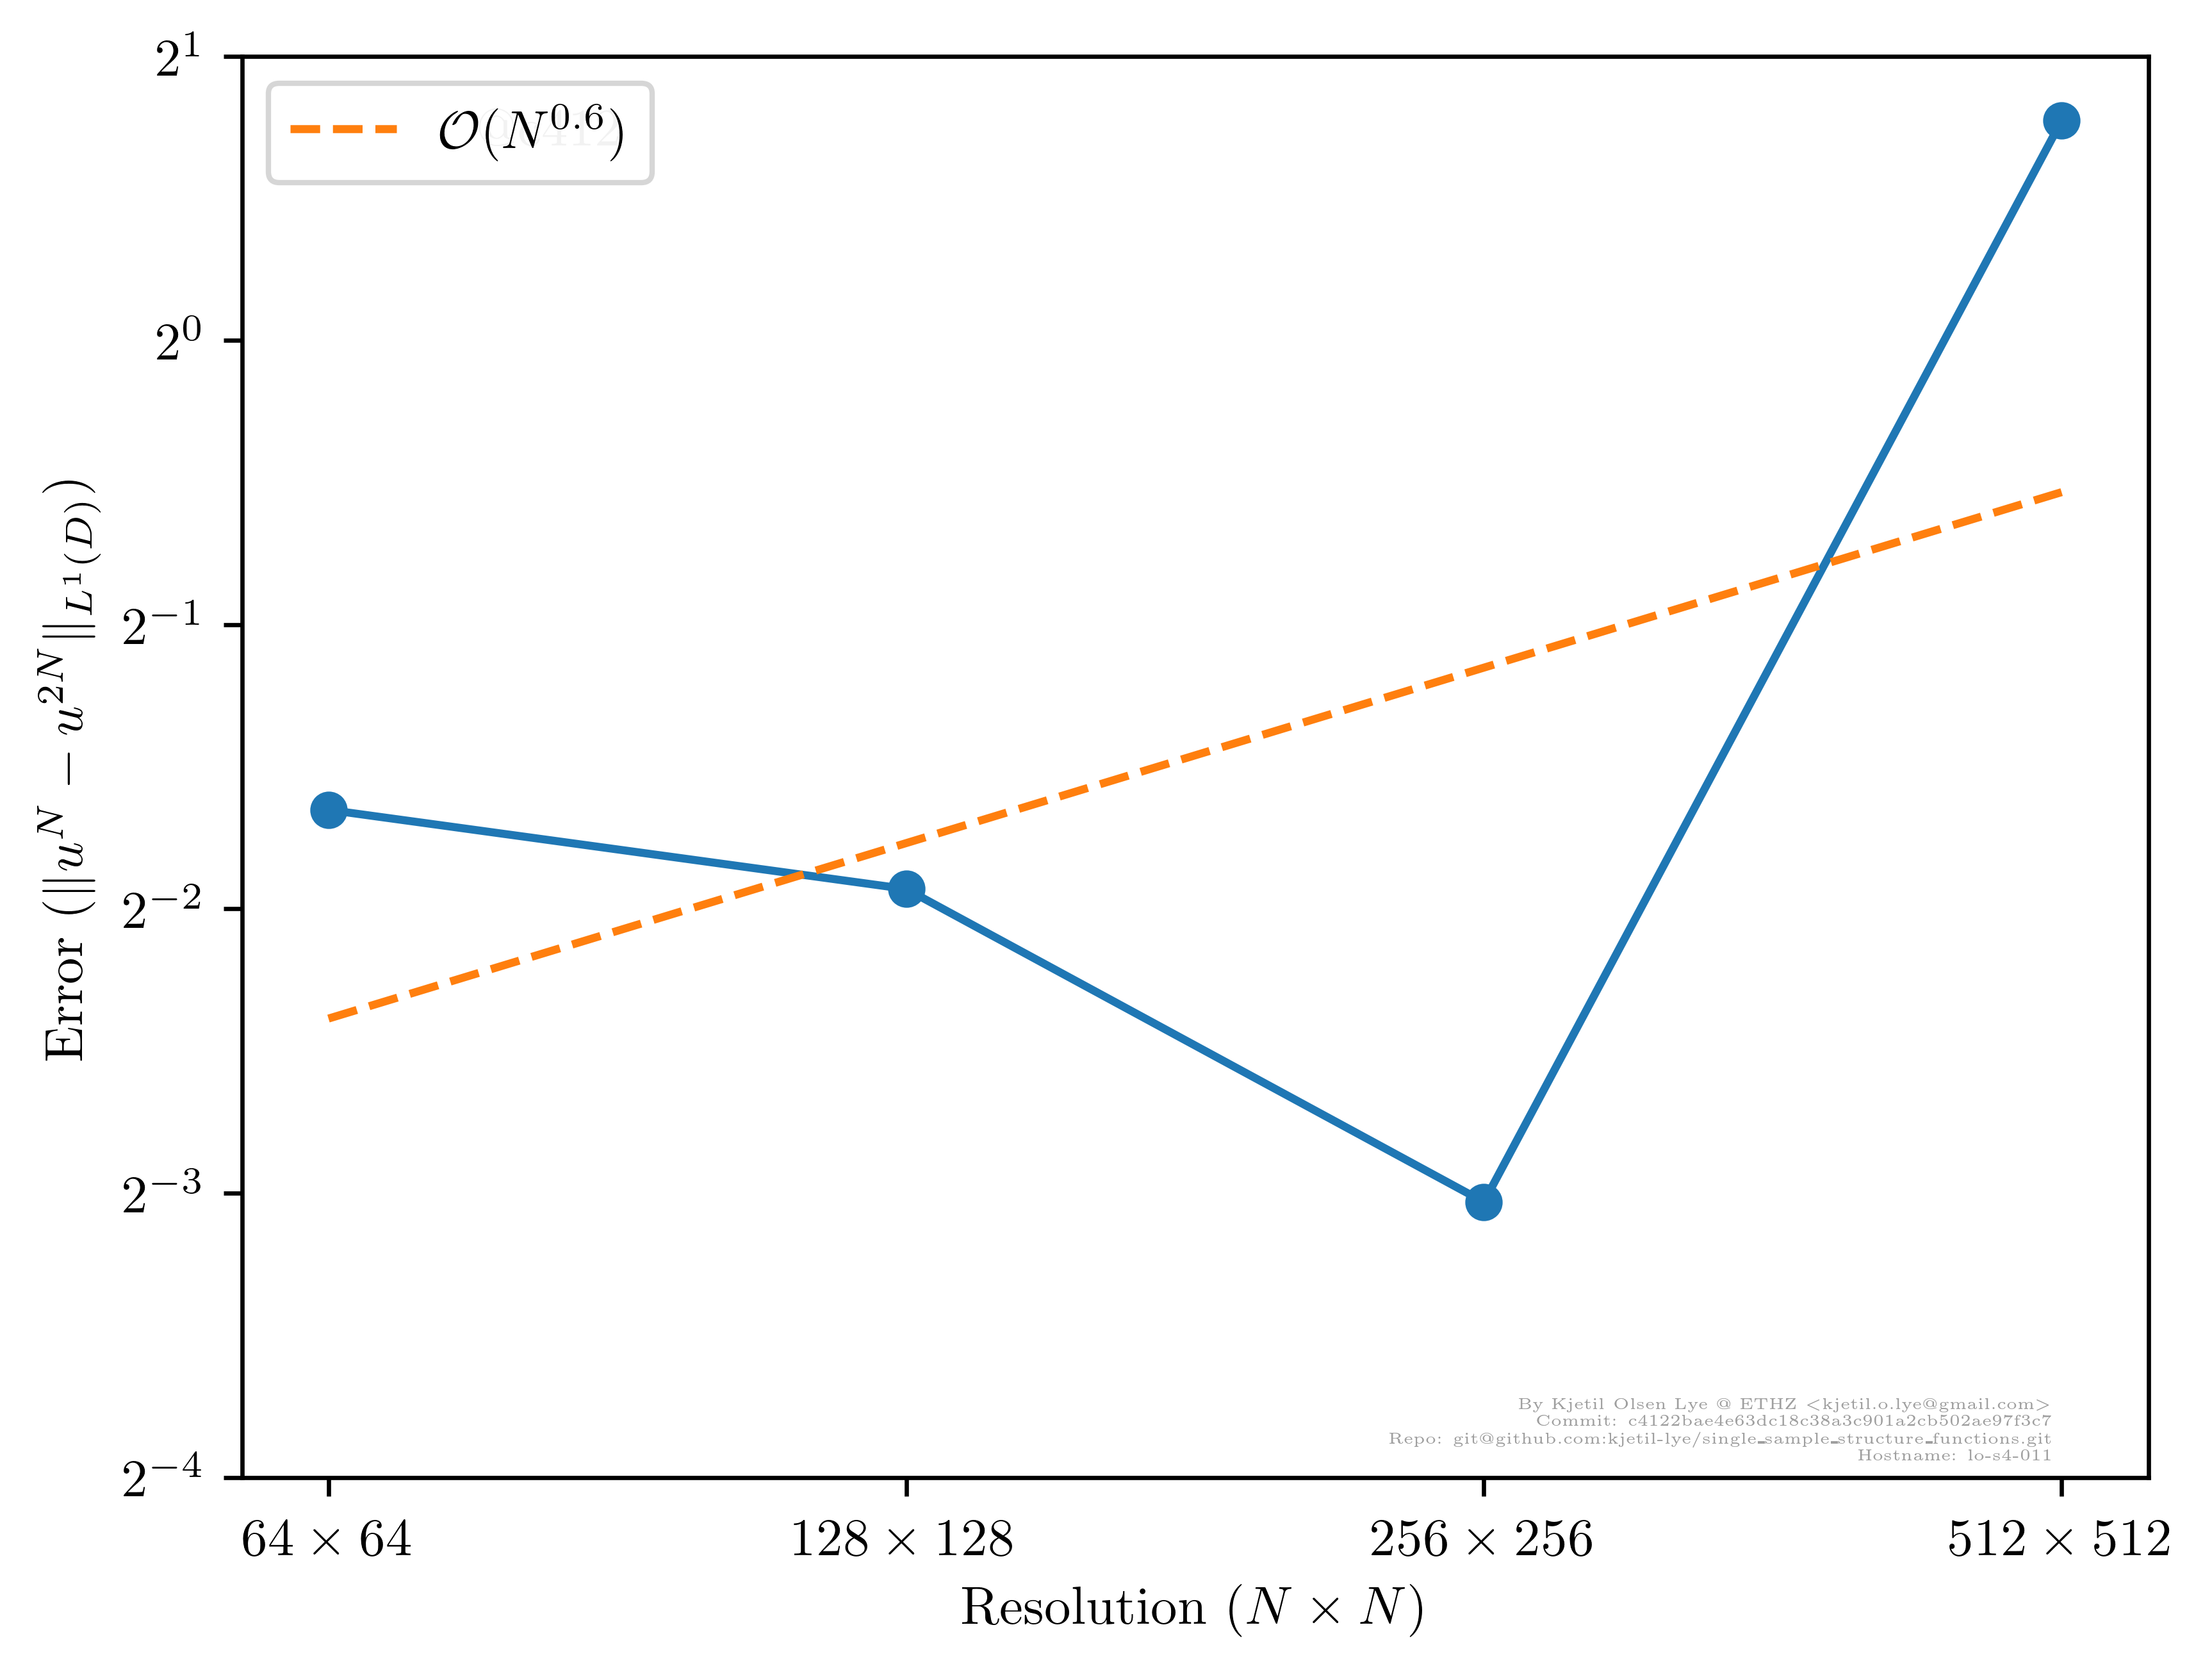 2^1
2^0
2^{-1}
2^{-2}
2^{-3}
2^{-4}
Error (||u^N − u^{2N}||_{L^1(D)})
𝒪(N^{0.6})
By Kjetil Olsen Lye @ ETHZ <kjetil.o.lye@gmail.com>
Commit: c4122bae4e63dc18c38a3c901a2cb502ae97f3c7
Repo: git@github.com:kjetil-lye/single_sample_structure_functions.git
Hostname: lo-s4-011
64 × 64 128 × 128 256 × 256 512 × 512
Resolution (N × N)